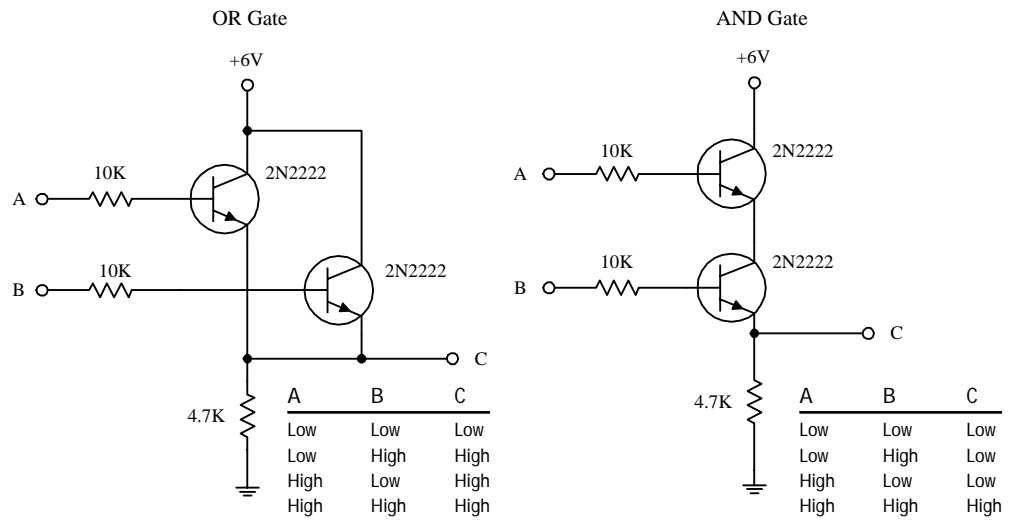 OR Gate
+6V
2N2222
10K
A
2N2222
10K
B
C
4.7K
A B C
Low Low Low
Low High High
High Low High
High High High
AND Gate
+6V
2N2222
10K
A
2N2222
10K
B
C
4.7K
A B C
Low Low Low
Low High Low
High Low Low
High High High